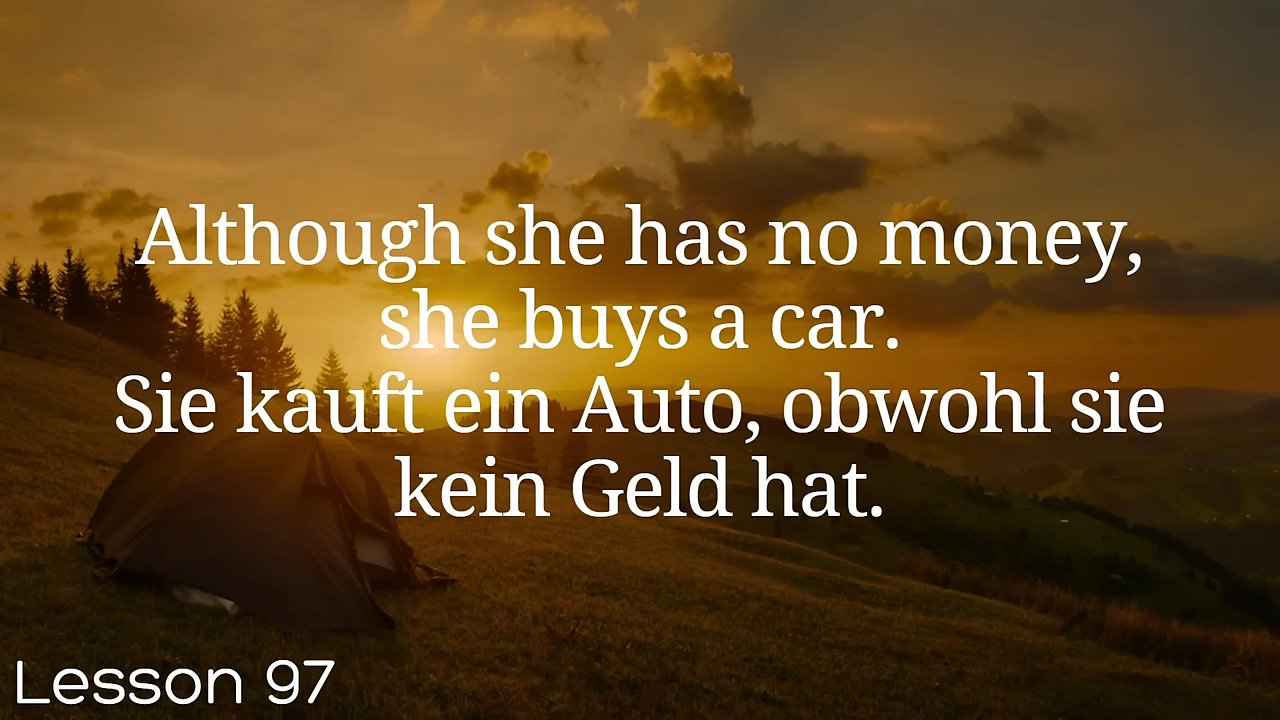 Although she has no money,
she buys a car.
Sie kauft ein Auto, obwohl sie
kein Geld hat.
Lesson 97